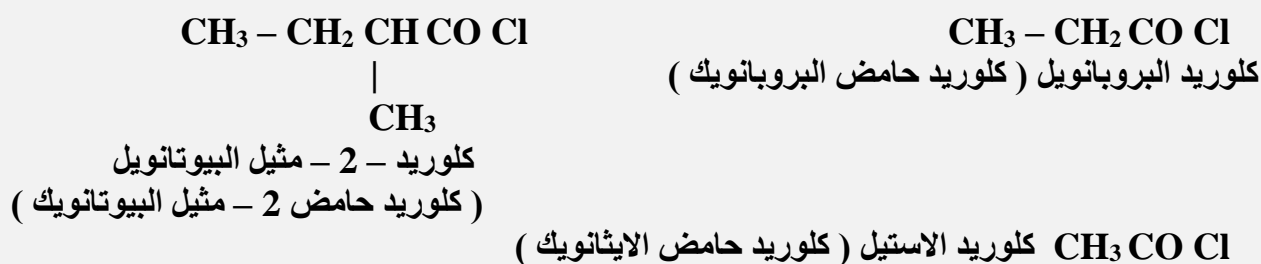 CH₃ – CH₂ CO Cl
كلوريد البروبانويل ( كلوريد حامض البروبانويك )
CH₃ – CH₂ CH CO Cl
|
CH₃
كلوريد – 2 – مثيل البيوتانويل
( كلوريد حامض 2 – مثيل البيوتانويك )
CH₃ CO Cl كلوريد الاستيل ( كلوريد حامض الايثانويك )